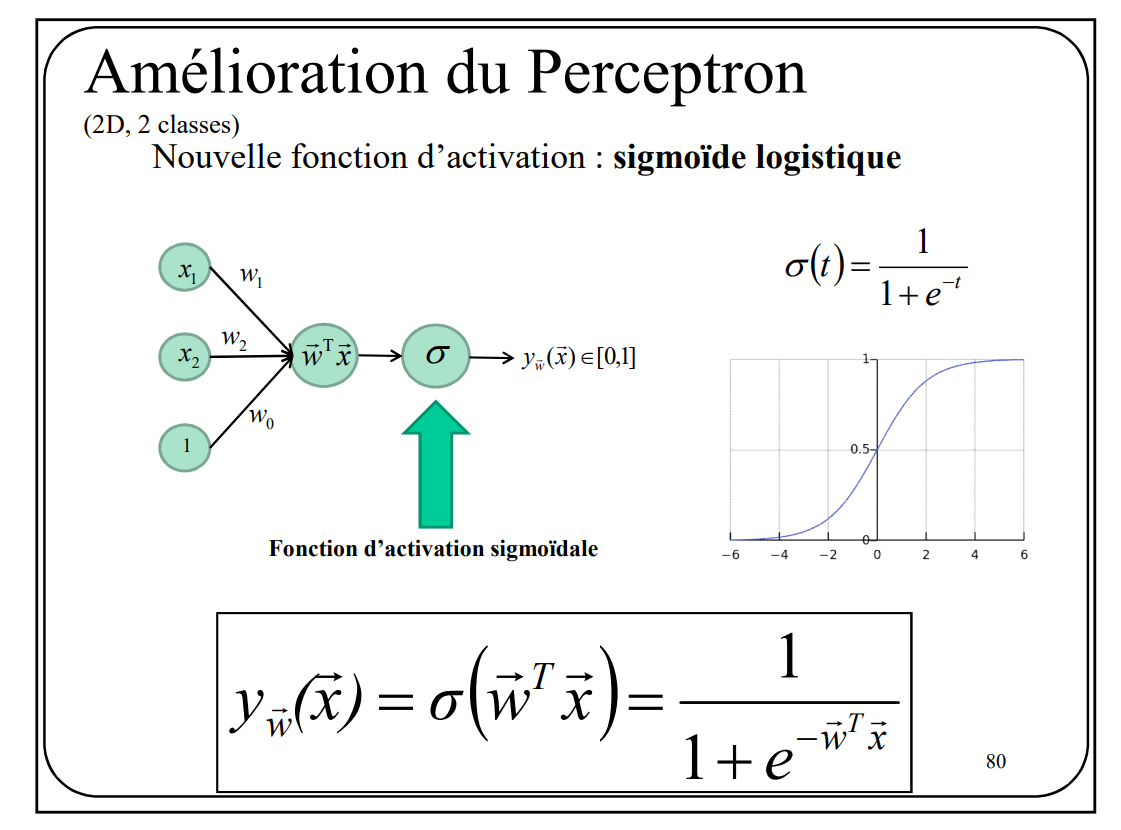 Amélioration du Perceptron
(2D, 2 classes)
Nouvelle fonction d’activation : sigmoïde logistique
σ(t) = 1 / (1 + e^{-t})
x₁
w₁
x₂
w₂
1
w₀
w⃗ᵀx⃗
σ
y_w⃗(x⃗) ∈ [0,1]
Fonction d’activation sigmoïdale
1
0.5
0
−6 −4 −2 0 2 4 6
y_w⃗(x⃗) = σ(w⃗ᵀx⃗) = 1 / (1 + e^{-w⃗ᵀx⃗})
80